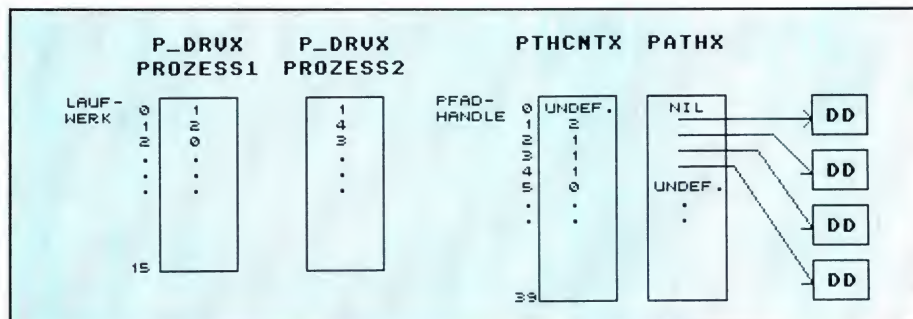 P_DRVX P_DRVX PTHCNTX PATHX
PROZESS1 PROZESS2
LAUF-
WERK
0 1 1
1 2 4
2 0 3
. . .
. . .
. . .
15
PFAD-
HANDLE
0 UNDEF. NIL
1 2
2 1
3 1
4 1
5 0 UNDEF.
. . .
. . .
39
DD
DD
DD
DD